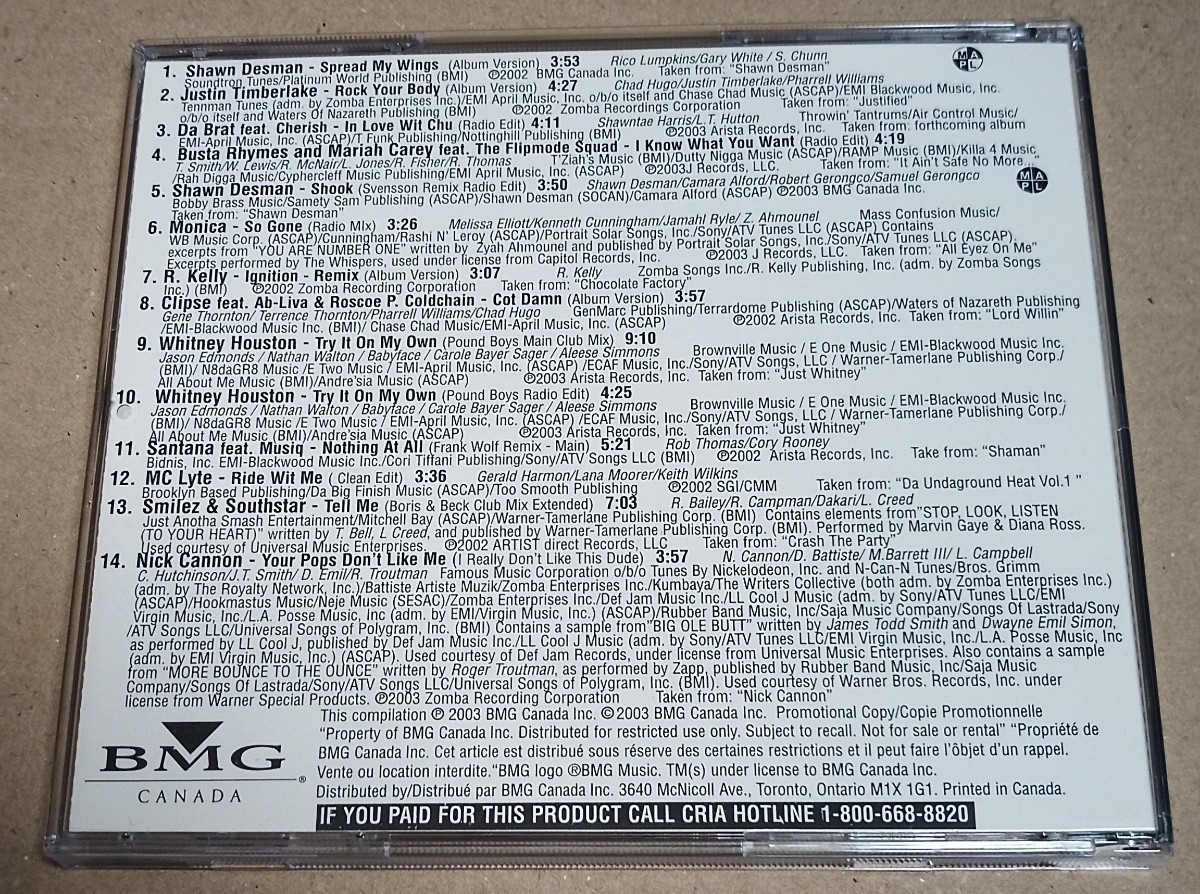 1. Shawn Desman - Spread My Wings (Album Version) 3:53 Rico Lumpkins/Gary White / S. Chunn
Soundtron Tunes/Platinum World Publishing (BMI) ℗2002 BMG Canada Inc. Taken from: "Shawn Desman"
MAPL
2. Justin Timberlake - Rock Your Body (Album Version) 4:27 Chad Hugo/Justin Timberlake/Pharrell Williams
Tennman Tunes (adm. by Zomba Enterprises Inc.)/EMI April Music, Inc. o/b/o itself and Chase Chad Music (ASCAP)/EMI Blackwood Music, Inc.
o/b/o itself and Waters Of Nazareth Publishing (BMI) ℗2002 Zomba Recordings Corporation Taken from: "Justified"
3. Da Brat feat. Cherish - In Love Wit Chu (Radio Edit) 4:11 Shawntae Harris/L.T. Hutton Throwin' Tantrums/Air Control Music/
EMI-April Music, Inc. (ASCAP)/T Funk Publishing/Nottinghill Publishing (BMI) ℗2003 Arista Records, Inc. Taken from: forthcoming album
4. Busta Rhymes and Mariah Carey feat. The Flipmode Squad - I Know What You Want (Radio Edit) 4:19
T. Smith/W. Lewis/R. McNair/L. Jones/R. Fisher/R. Thomas T'Ziah's Music (BMI)/Dutty Nigga Music (ASCAP)/RAMP Music (BMI)/Killa 4 Music
/Rah Digga Music/Cyphercleff Music Publishing/EMI April Music, Inc. (ASCAP) ℗2003J Records, LLC. Taken from: "It Ain't Safe No More..."
5. Shawn Desman - Shook (Svensson Remix Radio Edit) 3:50 Shawn Desman/Camara Alford/Robert Gerongco/Samuel Gerongco
Bobby Brass Music/Samety Sam Publishing (ASCAP)/Shawn Desman (SOCAN)/Camara Alford (ASCAP) ℗2003 BMG Canada Inc.
Taken from: "Shawn Desman"
MAPL
6. Monica - So Gone (Radio Mix) 3:26 Melissa Elliott/Kenneth Cunningham/Jamahl Ryle/ Z. Ahmounel Mass Confusion Music/
WB Music Corp. (ASCAP)/Cuningham/Rashi N' Leroy (ASCAP)/Portrait Solar Songs, Inc./Sony/ATV Tunes LLC (ASCAP) Contains
excerpts from "YOU ARE NUMBER ONE" written by Zyah Ahmounel and published by Portrait Solar Songs, Inc./Sony/ATV Tunes LLC (ASCAP).
Excerpts performed by The Whispers, used under license from Capitol Records, Inc. ℗2003 J Records, LLC. Taken from: "All Eyez On Me"
7. R. Kelly - Ignition - Remix (Album Version) 3:07 R. Kelly Zomba Songs Inc./R. Kelly Publishing, Inc. (adm. by Zomba Songs
Inc.) (BMI) ℗2002 Zomba Recording Corporation Taken from: "Chocolate Factory"
8. Clipse feat. Ab-Liva & Roscoe P. Coldchain - Cot Damn (Album Version) 3:57
Gene Thornton/ Terrence Thornton/Pharrell Williams/Chad Hugo GenMarc Publishing/Terrardome Publishing (ASCAP)/Waters of Nazareth Publishing
/EMI-Blackwood Music Inc. (BMI)/ Chase Chad Music/EMI-April Music, Inc. (ASCAP) ℗2002 Arista Records, Inc. Taken from: "Lord Willin"
9. Whitney Houston - Try It On My Own (Pound Boys Main Club Mix) 9:10
Jason Edmonds / Nathan Walton / Babyface / Carole Bayer Sager / Aleese Simmons Brownville Music / E One Music / EMI-Blackwood Music Inc.
(BMI)/ N8daGR8 Music /E Two Music / EMI-April Music, Inc. (ASCAP) /ECAF Music, Inc./Sony/ATV Songs, LLC / Warner-Tamerlane Publishing Corp./
All About Me Music (BMI)/Andre'sia Music (ASCAP) ℗2003 Arista Records, Inc. Taken from: "Just Whitney"
10. Whitney Houston - Try It On My Own (Pound Boys Radio Edit) 4:25
Jason Edmonds / Nathan Walton / Babyface / Carole Bayer Sager / Aleese Simmons Brownville Music / E One Music / EMI-Blackwood Music Inc.
(BMI)/ N8daGR8 Music /E Two Music / EMI-April Music, Inc. (ASCAP) /ECAF Music, Inc./Sony/ATV Songs, LLC / Warner-Tamerlane Publishing Corp./
All About Me Music (BMI)/Andre'sia Music (ASCAP) ℗2003 Arista Records, Inc. Taken from: "Just Whitney"
11. Santana feat. Musiq - Nothing At All (Frank Wolf Remix - Main) 5:21 Rob Thomas/Cory Rooney
Bidnis, Inc. EMI-Blackwood Music Inc./Cori Tiffani Publishing/Sony/ATV Songs LLC (BMI) ℗2002 Arista Records, Inc. Take from: "Shaman"
12. MC Lyte - Ride Wit Me ( Clean Edit) 3:36 Gerald Harmon/Lana Moorer/Keith Wilkins
Brooklyn Based Publishing/Da Big Finish Music (ASCAP)/Too Smooth Publishing ℗2002 SGI/CMM Taken from: "Da Undaground Heat Vol.1 "
13. Smilez & Southstar - Tell Me (Boris & Beck Club Mix Extended) 7:03 R. Bailey/R. Campman/Dakari/L. Creed
Just Anotha Smash Entertainment/Mitchell Bay (ASCAP)/Warner-Tamerlane Publishing Corp. (BMI) Contains elements from"STOP, LOOK, LISTEN
(TO YOUR HEART)" written by T. Bell, L Creed, and published by Warner-Tamerlane Publishing Corp. (BMI). Performed by Marvin Gaye & Diana Ross.
Used courtesy of Universal Music Enterprises. ℗2002 ARTIST direct Records, LLC Taken from: "Crash The Party"
14. Nick Cannon - Your Pops Don't Like Me (I Really Don't Like This Dude) 3:57 N. Cannon/D. Battiste/ M.Barrett III/ L. Campbell
C. Hutchinson/J.T. Smith/ D. Emil/R. Troutman Famous Music Corporation o/b/o Tunes By Nickelodeon, Inc. and N-Can-N Tunes/Bros. Grimm
(adm. by The Royalty Network, Inc.)/Battiste Artiste Muzik/Zomba Enterprises Inc./Kumbaya/The Writers Collective (both adm. by Zomba Enterprises Inc.)
(ASCAP)/Hookmastus Music/Neje Music (SESAC)/Zomba Enterprises Inc./Def Jam Music Inc./LL Cool J Music (adm. by Sony/ATV Tunes LLC/EMI
Virgin Music, Inc./L.A. Posse Music, Inc (adm. by EMI/Virgin Music, Inc.) (ASCAP)/Rubber Band Music, Inc/Saja Music Company/Songs Of Lastrada/Sony
/ATV Songs LLC/Universal Songs of Polygram, Inc. (BMI) Contains a sample from"BIG OLE BUTT" written by James Todd Smith and Dwayne Emil Simon,
as performed by LL Cool J, published by Def Jam Music Inc./LL Cool J Music (adm. by Sony/ATV Tunes LLC/EMI Virgin Music, Inc./L.A. Posse Music, Inc
(adm. by EMI Virgin Music, Inc.) (ASCAP). Used courtesy of Def Jam Records, under license from Universal Music Enterprises. Also contains a sample
from "MORE BOUNCE TO THE OUNCE" written by Roger Troutman, as performed by Zapp, published by Rubber Band Music, Inc/Saja Music
Company/Songs Of Lastrada/Sony/ATV Songs LLC/Universal Songs of Polygram, Inc. (BMI). Used courtesy of Warner Bros. Records, Inc. under
license from Warner Special Products. ℗2003 Zomba Recording Corporation Taken from: "Nick Cannon"
This compilation ℗ 2003 BMG Canada Inc. ©2003 BMG Canada Inc. Promotional Copy/Copie Promotionnelle
"Property of BMG Canada Inc. Distributed for restricted use only. Subject to recall. Not for sale or rental" "Propriété de
BMG Canada Inc. Cet article est distribué sous réserve des certaines restrictions et il peut faire l'ôbjet d'un rappel.
Vente ou location interdite."BMG logo ®BMG Music. TM(s) under license to BMG Canada Inc.
Distributed by/Distribué par BMG Canada Inc. 3640 McNicoll Ave., Toronto, Ontario M1X 1G1. Printed in Canada.
BMG®
CANADA
IF YOU PAID FOR THIS PRODUCT CALL CRIA HOTLINE 1-800-668-8820